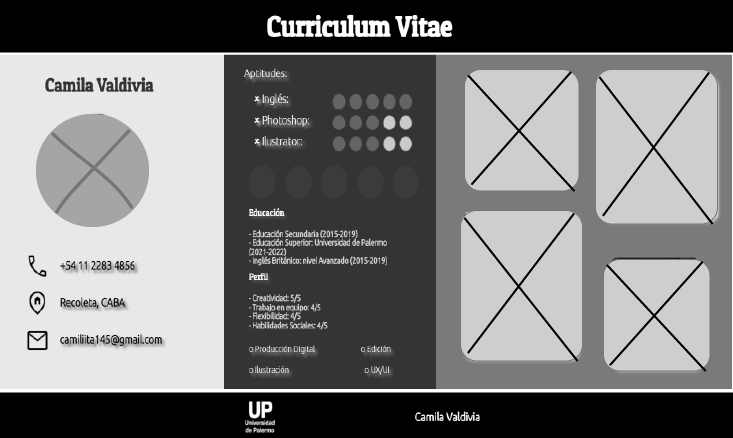 Curriculum Vitae
Camila Valdivia
+54 11 2283 4856
Recoleta, CABA
camiliita145@gmail.com
Aptitudes:
x Inglés:
x Photoshop:
x Ilustrator:
Educación
- Educación Secundaria (2015-2019)
- Educación Superior: Universidad de Palermo
(2021-2022)
- Inglés Británico: nivel Avanzado (2015-2019)
Perfil
- Creatividad: 5/5
- Trabajo en equipo: 4/5
- Flexibilidad: 4/5
- Habilidades Sociales: 4/5
o Producción Digital
o Edición
o Ilustración
o UX/UI
UP
Universidad
de Palermo
Camila Valdivia